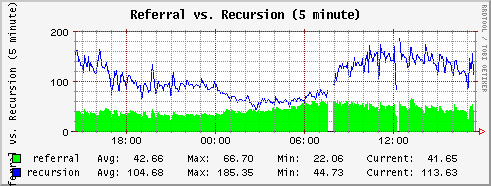 Referral vs. Recursion (5 minute)
RRDTOOL / TOBI OETIKER
vs. Recursion (5 minute)
200
100
0
18:00 00:00 06:00 12:00
referral Avg: 42.66 Max: 66.70 Min: 22.06 Current: 41.65
recursion Avg: 104.68 Max: 185.35 Min: 44.73 Current: 113.63